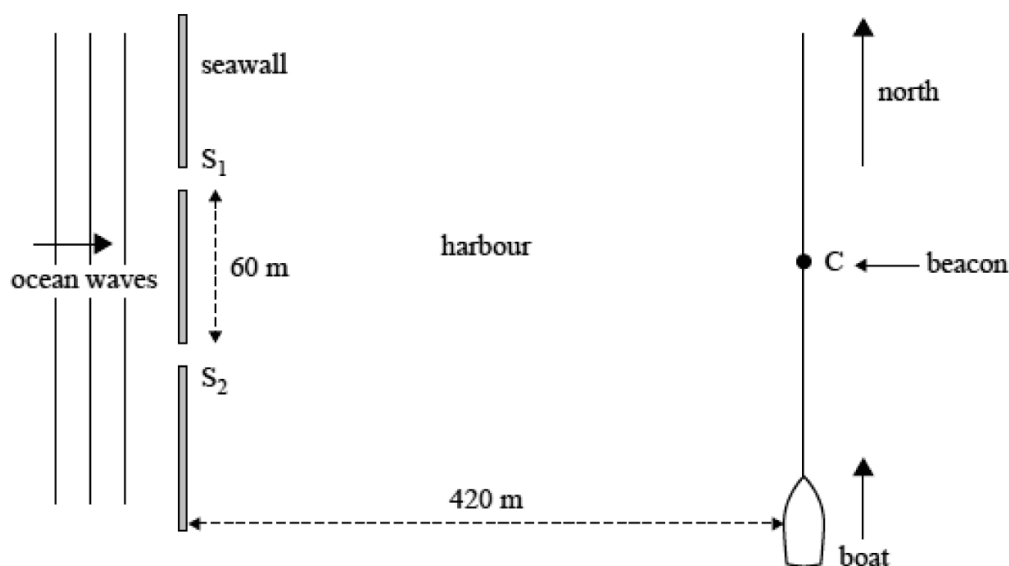 seawall
north
S₁
harbour
60 m
C
beacon
ocean waves
S₂
420 m
boat